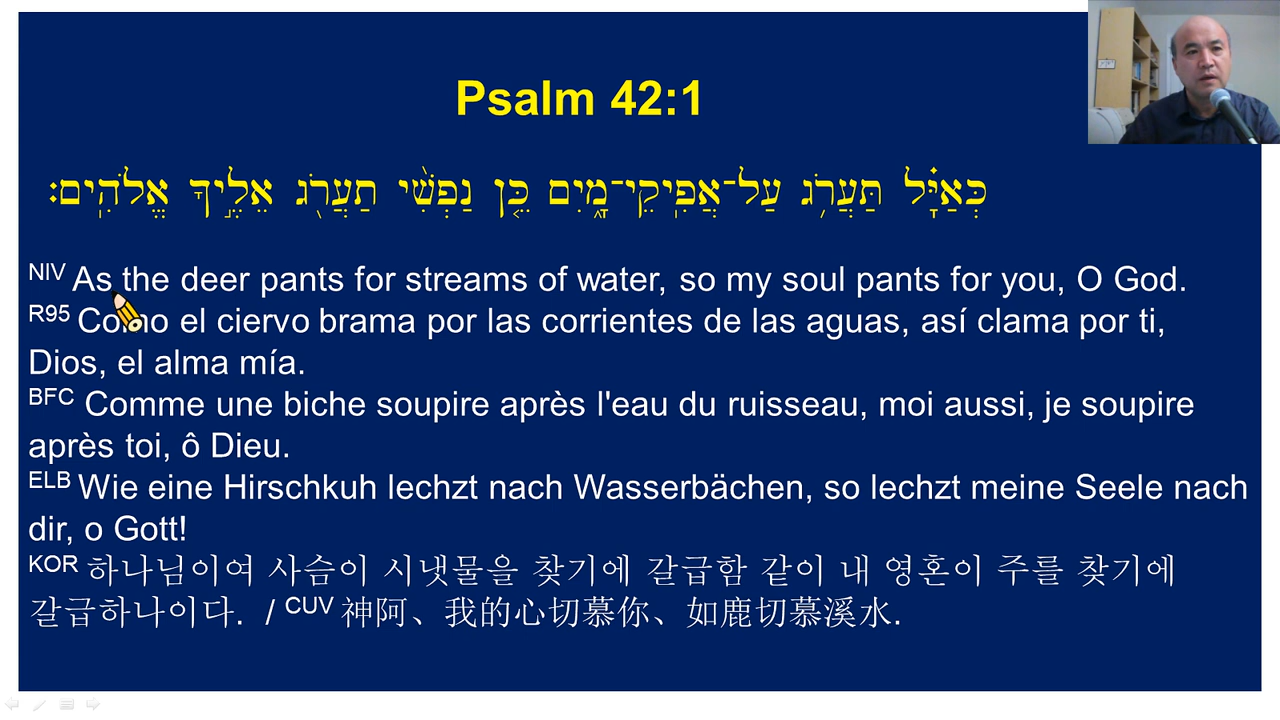 Psalm 42:1
כְּאַיָּ֗ל תַּעֲרֹ֥ג עַל־אֲפִֽיקֵי־מָ֑יִם כֵּ֤ן נַפְשִׁ֨י תַעֲרֹ֖ג אֵלֶ֣יךָ אֱלֹהִֽים׃
NIV As the deer pants for streams of water, so my soul pants for you, O God.
R95 Como el ciervo brama por las corrientes de las aguas, así clama por ti,
Dios, el alma mía.
BFC Comme une biche soupire après l'eau du ruisseau, moi aussi, je soupire
après toi, ô Dieu.
ELB Wie eine Hirschkuh lechzt nach Wasserbächen, so lechzt meine Seele nach
dir, o Gott!
KOR 하나님이여 사슴이 시냇물을 찾기에 갈급함 같이 내 영혼이 주를 찾기에
갈급하나이다. / CUV 神阿、我的心切慕你、如鹿切慕溪水.